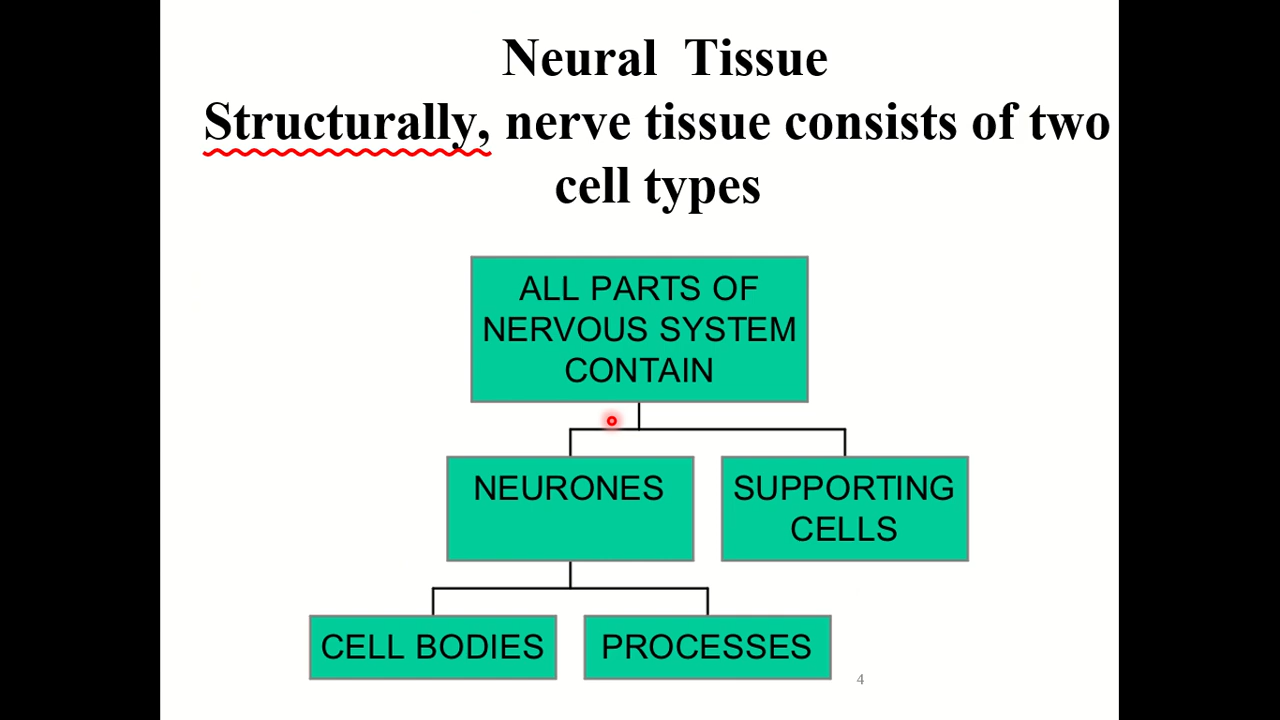 Neural Tissue
Structurally, nerve tissue consists of two
cell types
ALL PARTS OF
NERVOUS SYSTEM
CONTAIN
NEURONES
SUPPORTING
CELLS
CELL BODIES
PROCESSES
4